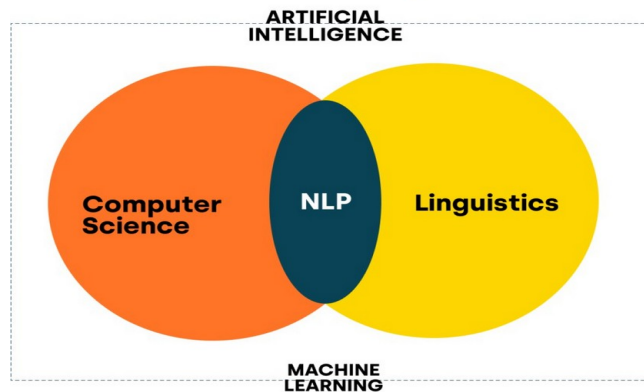 ARTIFICIAL
INTELLIGENCE
Computer
Science
NLP
Linguistics
MACHINE
LEARNING